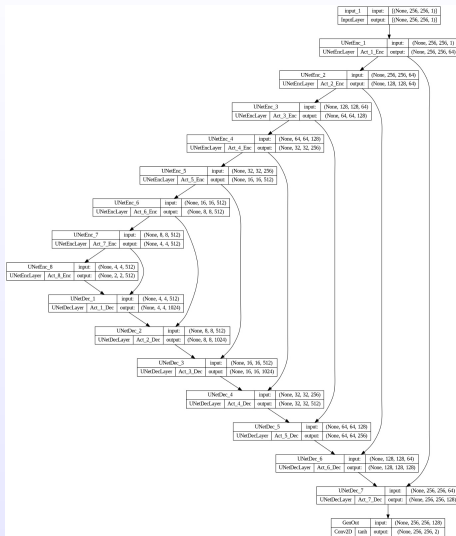 input_1 input: [(None, 256, 256, 1)]
InputLayer output: [(None, 256, 256, 1)]
UNetEnc_1 input: (None, 256, 256, 1)
UNetEncLayer Act_1_Enc output: (None, 256, 256, 64)
UNetEnc_2 input: (None, 256, 256, 64)
UNetEncLayer Act_2_Enc output: (None, 128, 128, 64)
UNetEnc_3 input: (None, 128, 128, 64)
UNetEncLayer Act_3_Enc output: (None, 64, 64, 128)
UNetEnc_4 input: (None, 64, 64, 128)
UNetEncLayer Act_4_Enc output: (None, 32, 32, 256)
UNetEnc_5 input: (None, 32, 32, 256)
UNetEncLayer Act_5_Enc output: (None, 16, 16, 512)
UNetEnc_6 input: (None, 16, 16, 512)
UNetEncLayer Act_6_Enc output: (None, 8, 8, 512)
UNetEnc_7 input: (None, 8, 8, 512)
UNetEncLayer Act_7_Enc output: (None, 4, 4, 512)
UNetEnc_8 input: (None, 4, 4, 512)
UNetEncLayer Act_8_Enc output: (None, 2, 2, 512)
UNetDec_1 input: (None, 4, 4, 512)
UNetDecLayer Act_1_Dec output: (None, 4, 4, 1024)
UNetDec_2 input: (None, 8, 8, 512)
UNetDecLayer Act_2_Dec output: (None, 8, 8, 1024)
UNetDec_3 input: (None, 16, 16, 512)
UNetDecLayer Act_3_Dec output: (None, 16, 16, 1024)
UNetDec_4 input: (None, 32, 32, 256)
UNetDecLayer Act_4_Dec output: (None, 32, 32, 512)
UNetDec_5 input: (None, 64, 64, 128)
UNetDecLayer Act_5_Dec output: (None, 64, 64, 256)
UNetDec_6 input: (None, 128, 128, 64)
UNetDecLayer Act_6_Dec output: (None, 128, 128, 128)
UNetDec_7 input: (None, 256, 256, 64)
UNetDecLayer Act_7_Dec output: (None, 256, 256, 128)
GenOut input: (None, 256, 256, 128)
Conv2D tanh output: (None, 256, 256, 2)